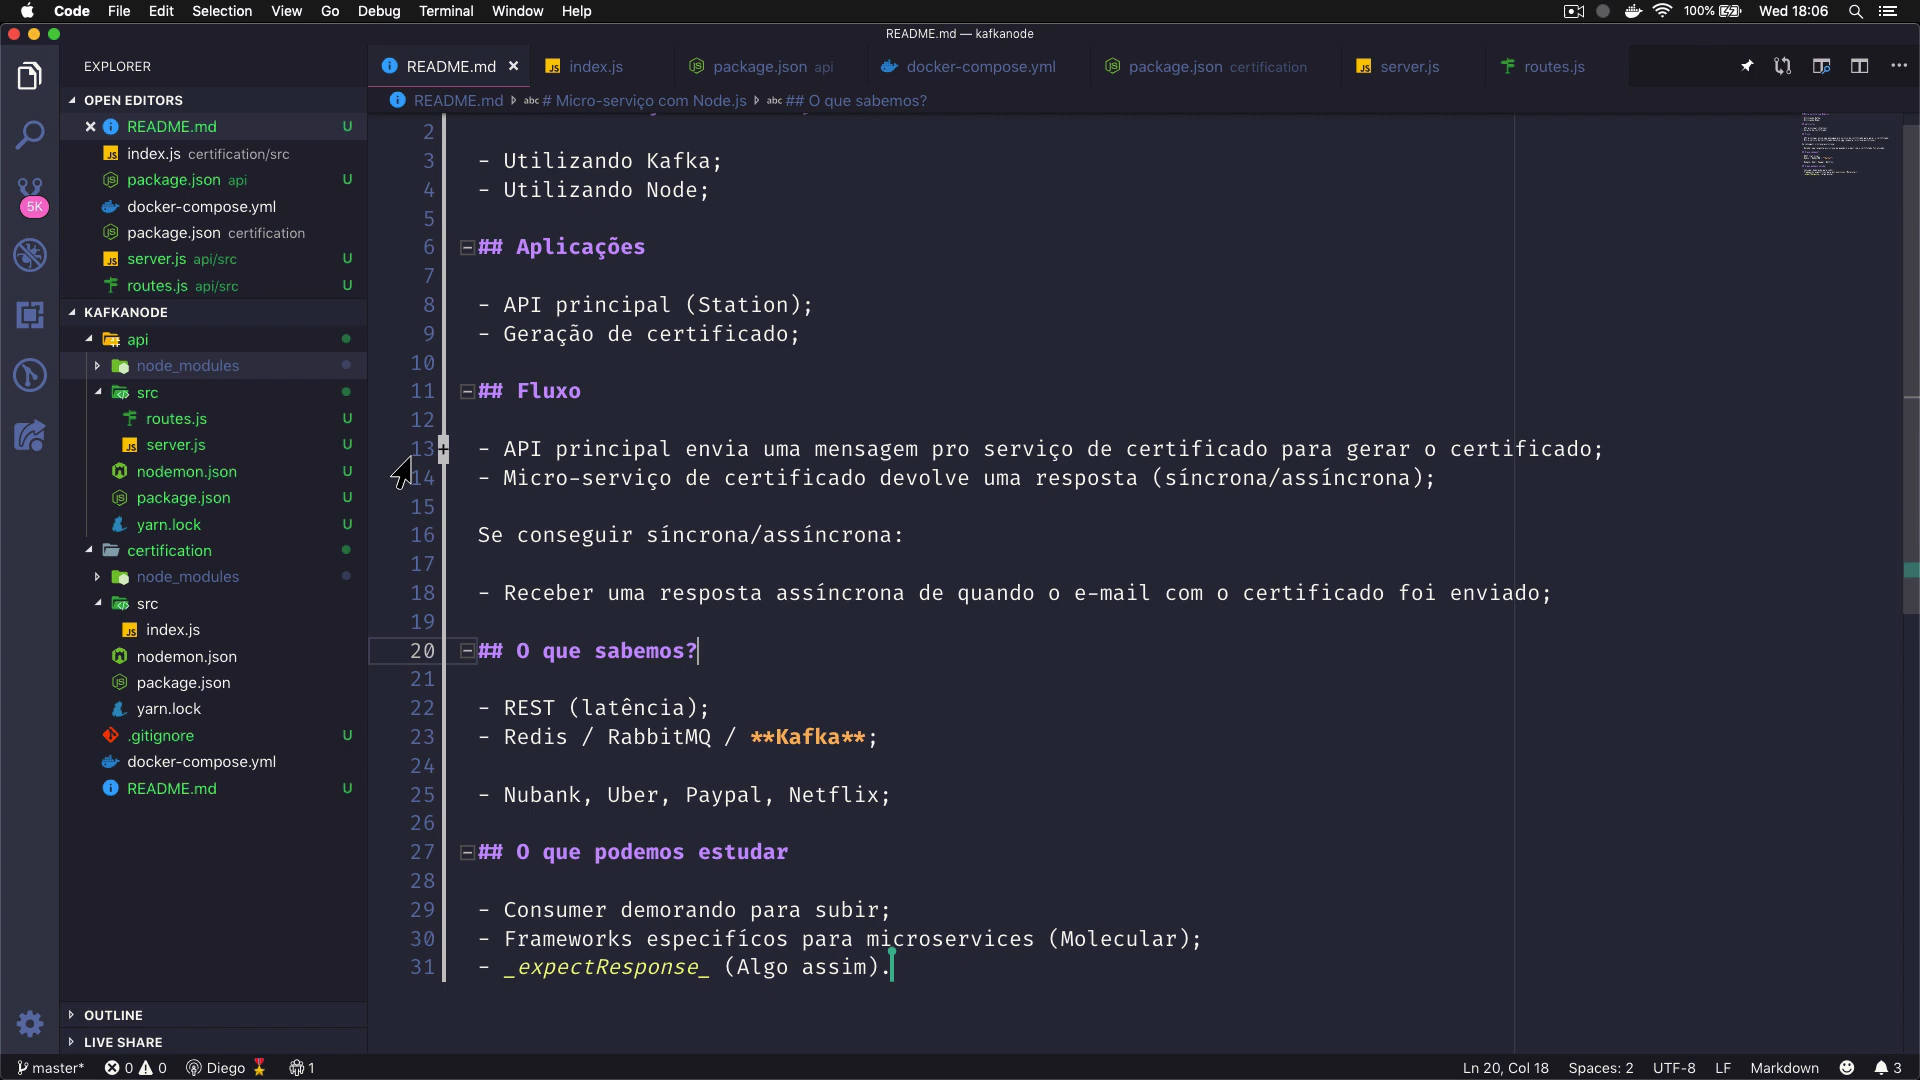 Code File Edit Selection View Go Debug Terminal Window Help 100% Wed 18:06
README.md — kafkanode
EXPLORER
README.md index.js package.json api docker-compose.yml package.json certification server.js routes.js
README.md abc # Micro-serviço com Node.js abc ## O que sabemos?
OPEN EDITORS
README.md U
index.js certification/src
package.json api U
docker-compose.yml
package.json certification
server.js api/src U
routes.js api/src U
KAFKANODE
api
node_modules
src
routes.js U
server.js U
nodemon.json U
package.json U
yarn.lock U
certification
node_modules
src
index.js
nodemon.json
package.json
yarn.lock
.gitignore U
docker-compose.yml
README.md U
OUTLINE
LIVE SHARE
5K
2
3 - Utilizando Kafka;
4 - Utilizando Node;
5
6 ## Aplicações
7
8 - API principal (Station);
9 - Geração de certificado;
10
11 ## Fluxo
12
13 - API principal envia uma mensagem pro serviço de certificado para gerar o certificado;
14 - Micro-serviço de certificado devolve uma resposta (síncrona/assíncrona);
15
16 Se conseguir síncrona/assíncrona:
17
18 - Receber uma resposta assíncrona de quando o e-mail com o certificado foi enviado;
19
20 ## O que sabemos?
21
22 - REST (latência);
23 - Redis / RabbitMQ / **Kafka**;
24
25 - Nubank, Uber, Paypal, Netflix;
26
27 ## O que podemos estudar
28
29 - Consumer demorando para subir;
30 - Frameworks especifícos para microservices (Molecular);
31 - _expectResponse_ (Algo assim).
master* 0 0 Diego 1 Ln 20, Col 18 Spaces: 2 UTF-8 LF Markdown 3